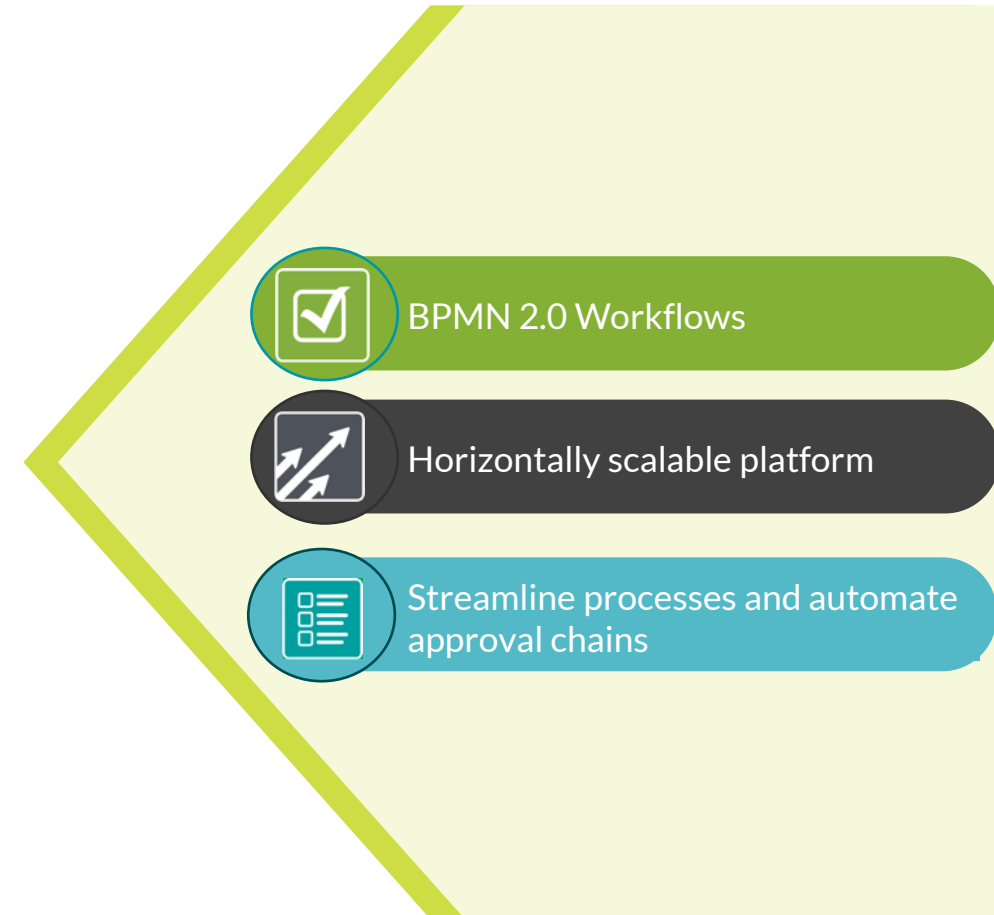 BPMN 2.0 Workflows
Horizontally scalable platform
Streamline processes and automate
approval chains